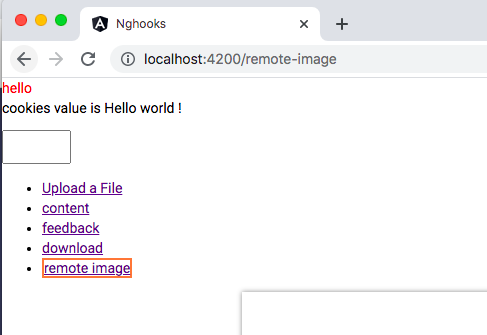 Nghooks
localhost:4200/remote-image
hello
cookies value is Hello world !
Upload a File
content
feedback
download
remote image